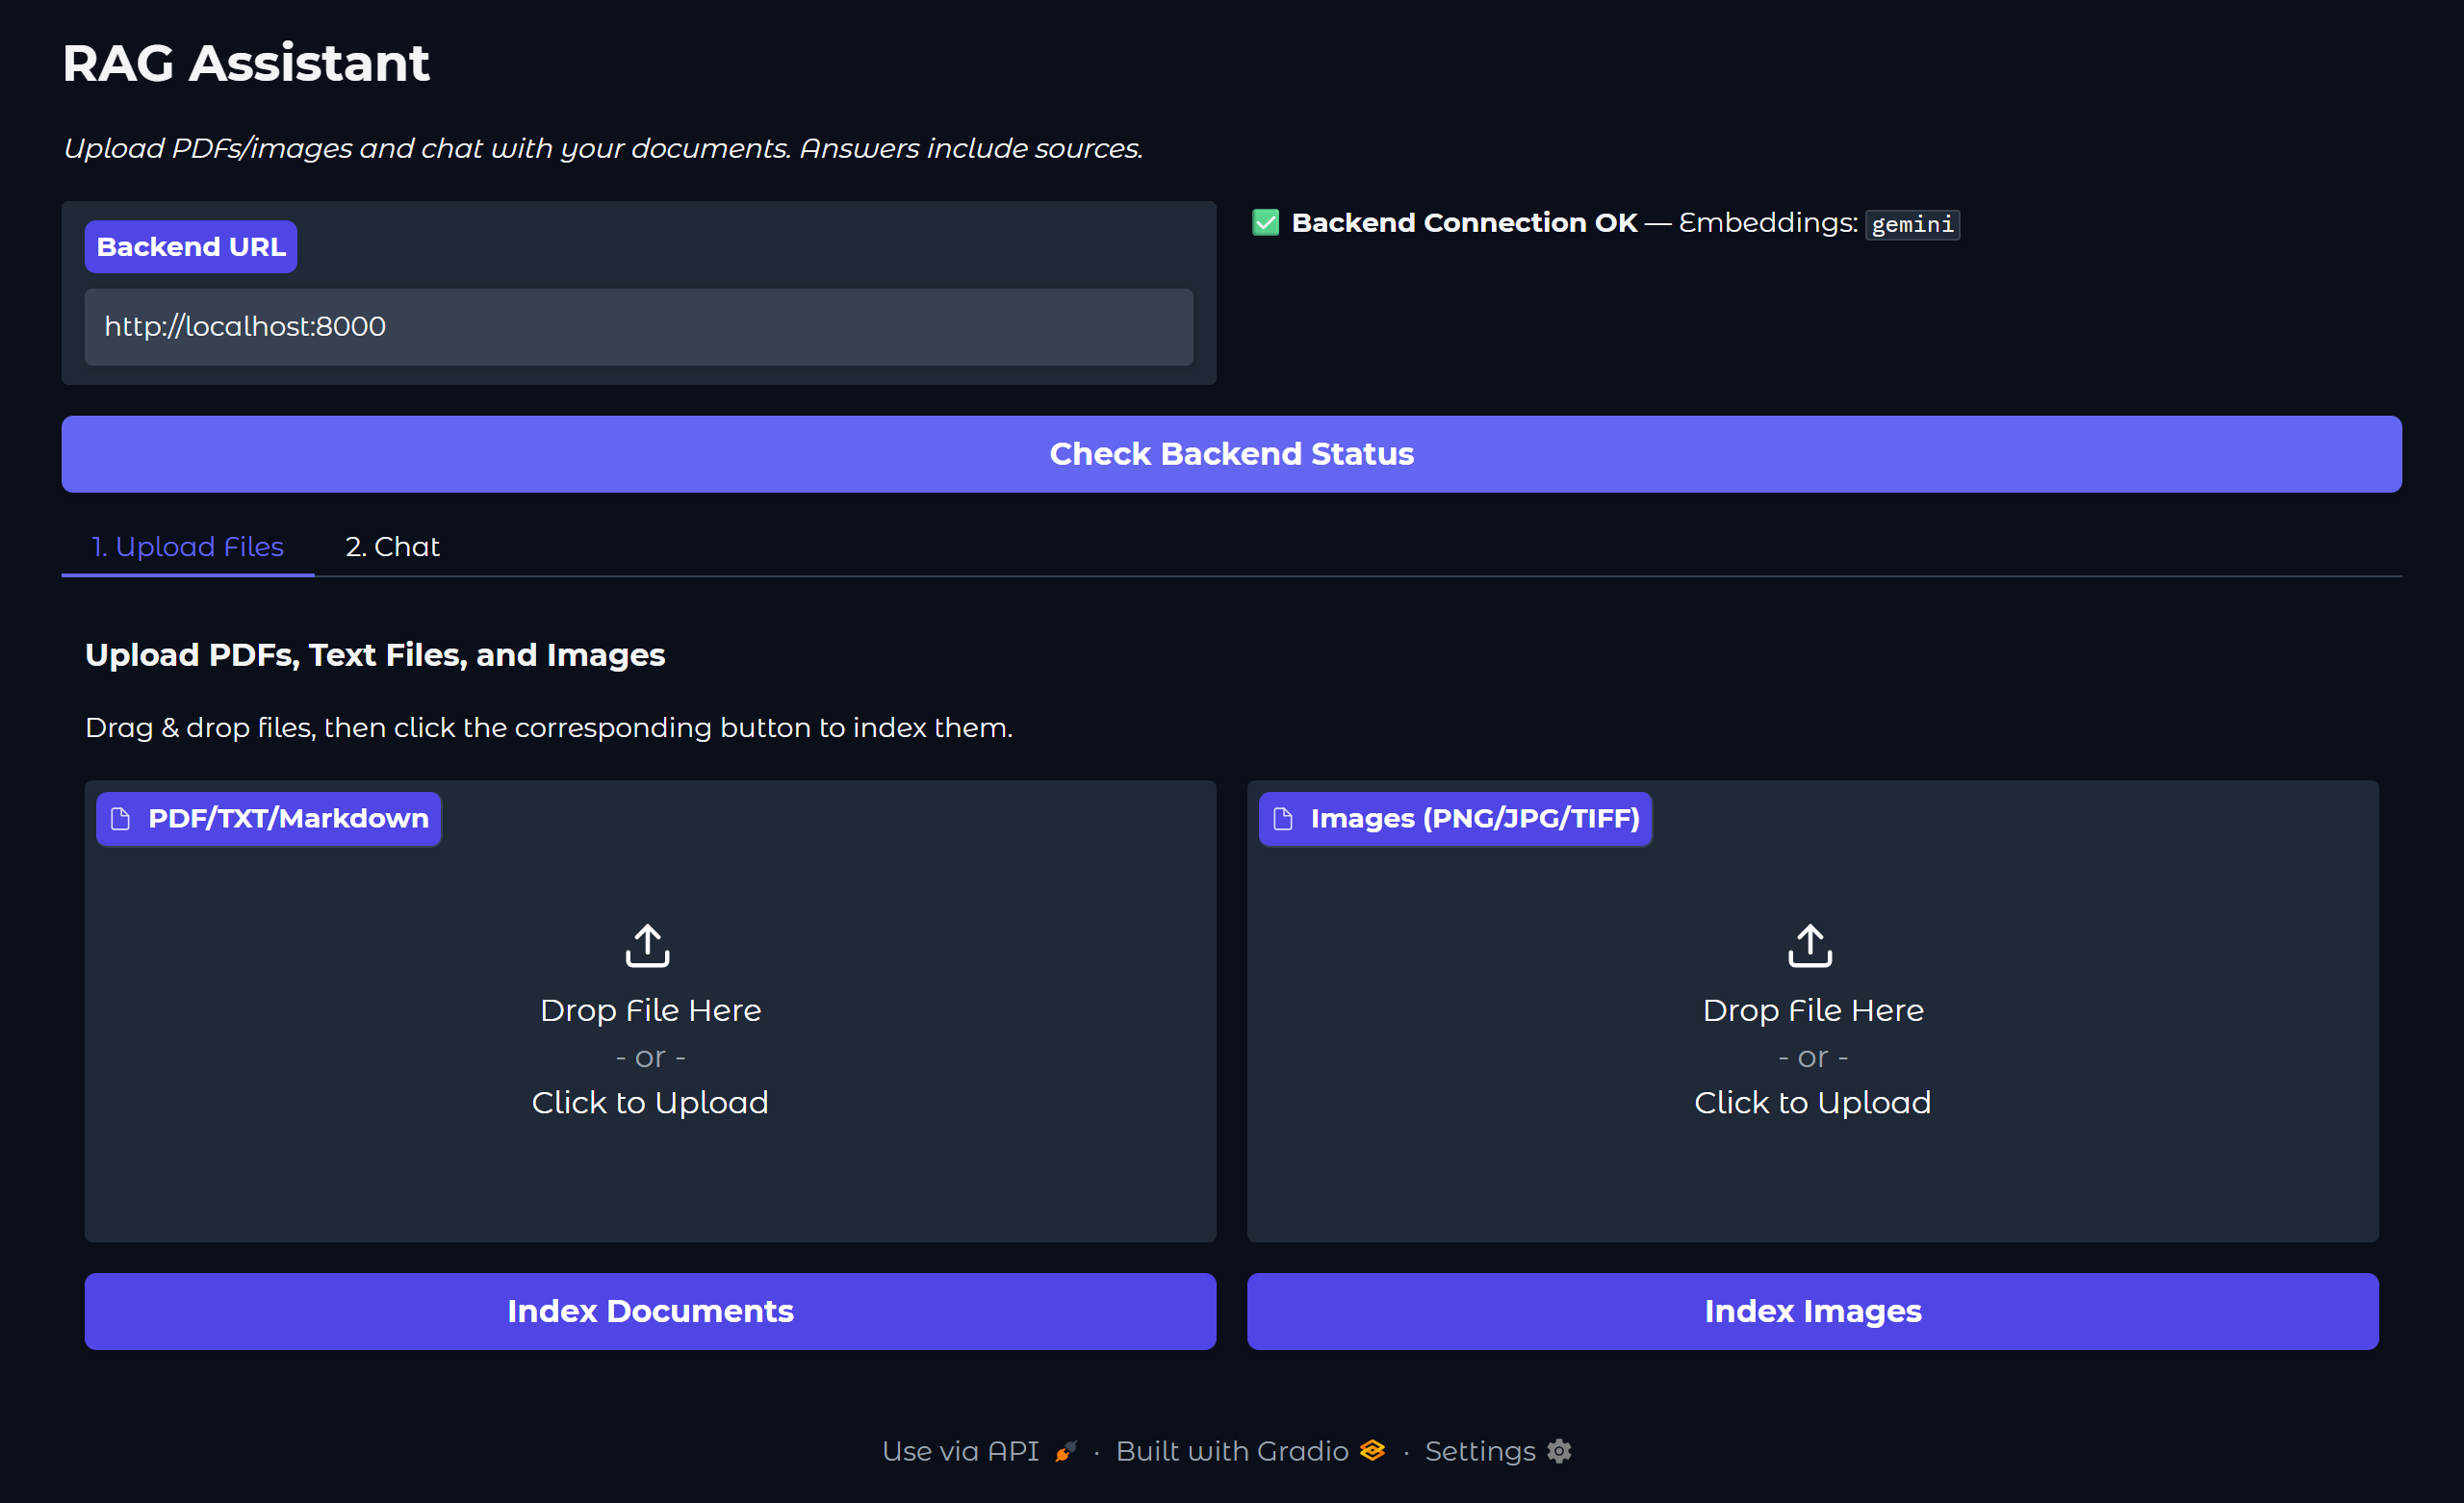 RAG Assistant
Upload PDFs/images and chat with your documents. Answers include sources.
Backend URL
http://localhost:8000
Backend Connection OK — Embeddings: gemini
Check Backend Status
1. Upload Files
2. Chat
Upload PDFs, Text Files, and Images
Drag & drop files, then click the corresponding button to index them.
PDF/TXT/Markdown
Drop File Here
- or -
Click to Upload
Images (PNG/JPG/TIFF)
Drop File Here
- or -
Click to Upload
Index Documents
Index Images
Use via API · Built with Gradio · Settings